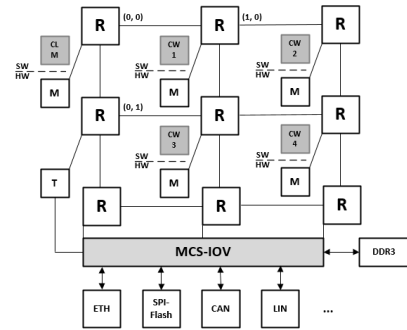 R (0, 0) R (1, 0) R
CL
M
CW
1
CW
2
SW
HW
SW
HW
SW
HW
M M M
R (0, 1) R R
CW
3
CW
4
SW
HW
SW
HW
T M M
R R R
MCS-IOV DDR3
ETH SPI-
Flash CAN LIN ...